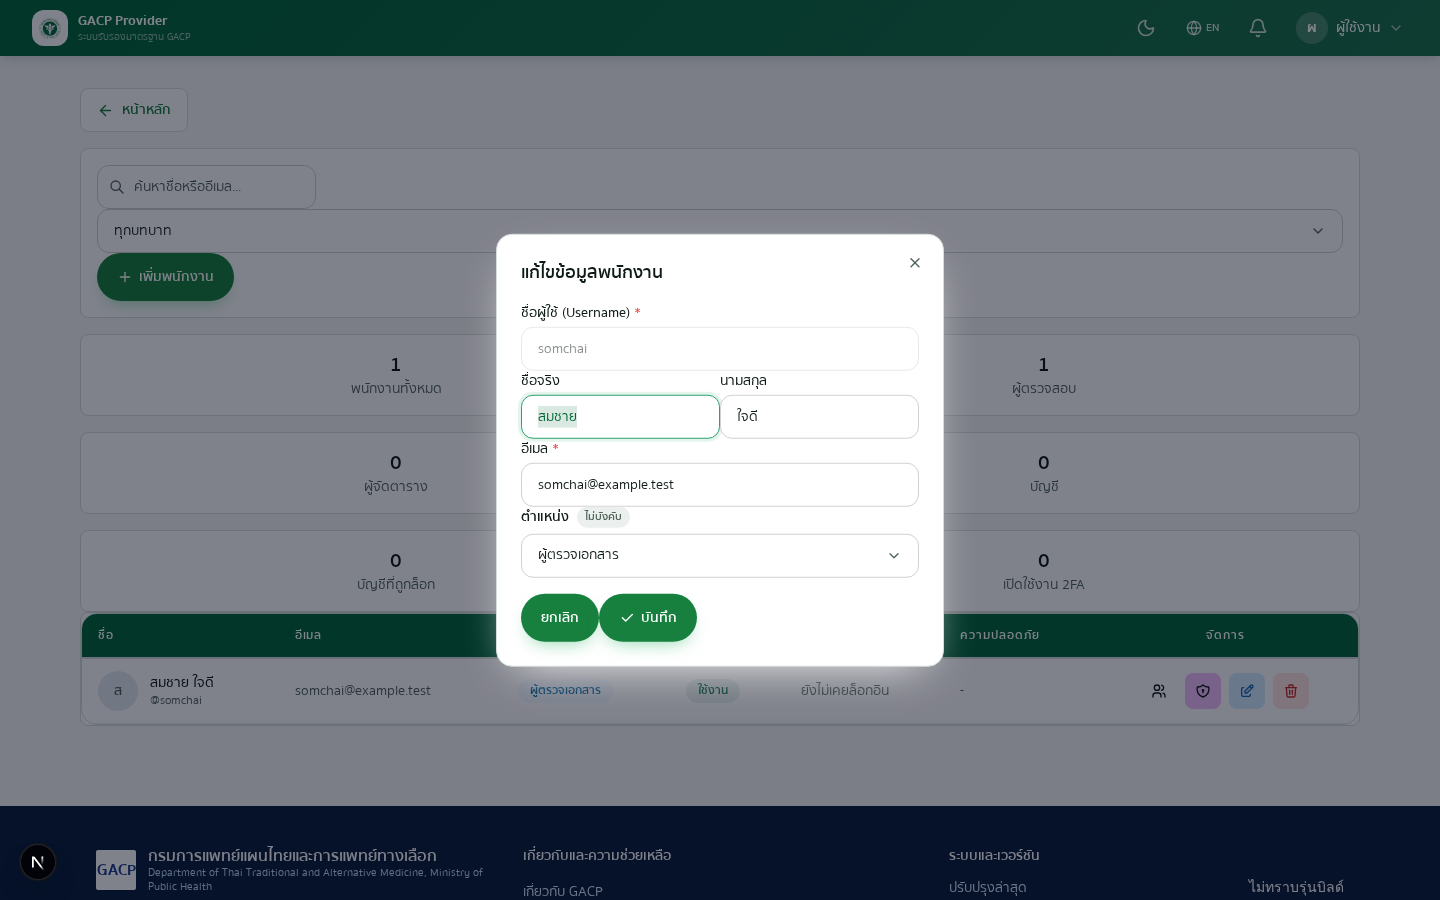 GACP Provider
ระบบรับรองมาตรฐาน GACP
EN
ผ
ผู้ใช้งาน
หน้าหลัก
ค้นหาชื่อหรืออีเมล...
ทุกบทบาท
เพิ่มพนักงาน
1
พนักงานทั้งหมด
1
ผู้ตรวจสอบ
0
ผู้จัดตาราง
0
บัญชี
0
บัญชีที่ถูกล็อก
0
เปิดใช้งาน 2FA
แก้ไขข้อมูลพนักงาน
ชื่อผู้ใช้ (Username) *
somchai
ชื่อจริง
นามสกุล
สมชาย
ใจดี
อีเมล *
somchai@example.test
ตำแหน่ง ไม่บังคับ
ผู้ตรวจเอกสาร
ยกเลิก
บันทึก
ชื่อ
อีเมล
ความปลอดภัย
จัดการ
ส
สมชาย ใจดี
@somchai
somchai@example.test
ผู้ตรวจเอกสาร
ใช้งาน
ยังไม่เคยล็อกอิน
-
N
GACP
กรมการแพทย์แผนไทยและการแพทย์ทางเลือก
Department of Thai Traditional and Alternative Medicine, Ministry of
Public Health
เกี่ยวกับและความช่วยเหลือ
เกี่ยวกับ GACP
ระบบและเวอร์ชัน
ปรับปรุงล่าสุด
ไม่ทราบรุ่นบิลด์